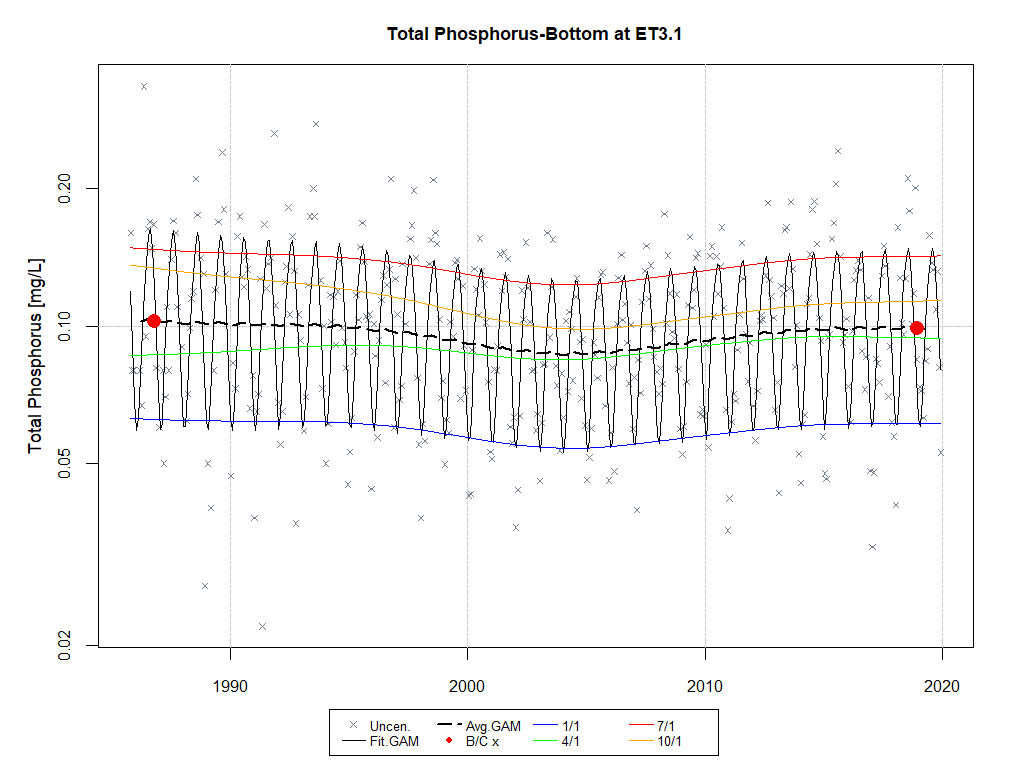 Total Phosphorus-Bottom at ET3.1
Total Phosphorus [mg/L]
0.20
0.10
0.05
0.02
1990 2000 2010 2020
Uncen. Avg.GAM 1/1 7/1
Fit.GAM B/C x 4/1 10/1